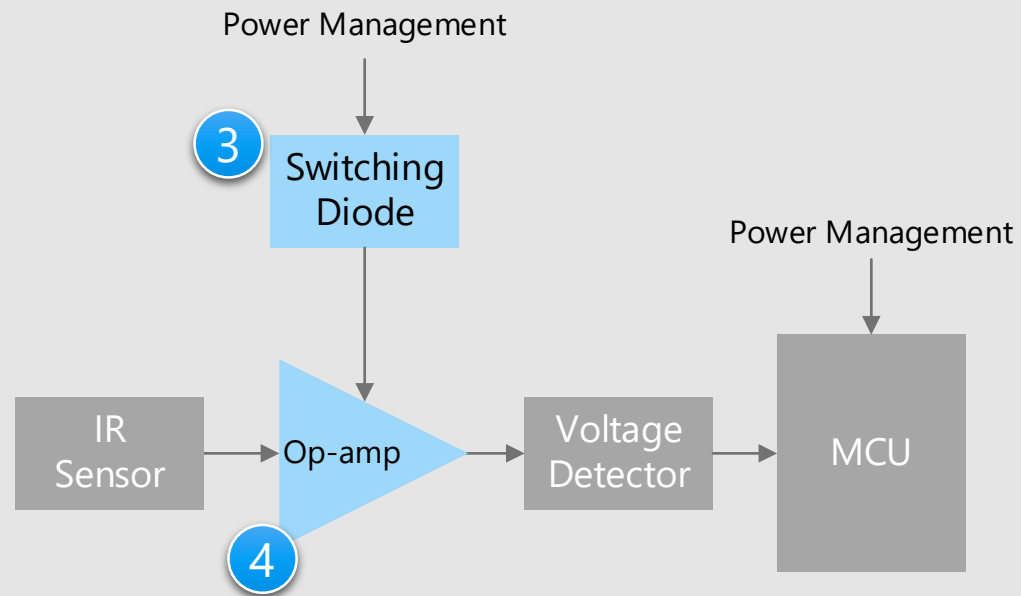 Power Management
3
Switching
Diode
Power Management
IR
Sensor
Op-amp
Voltage
Detector
MCU
4